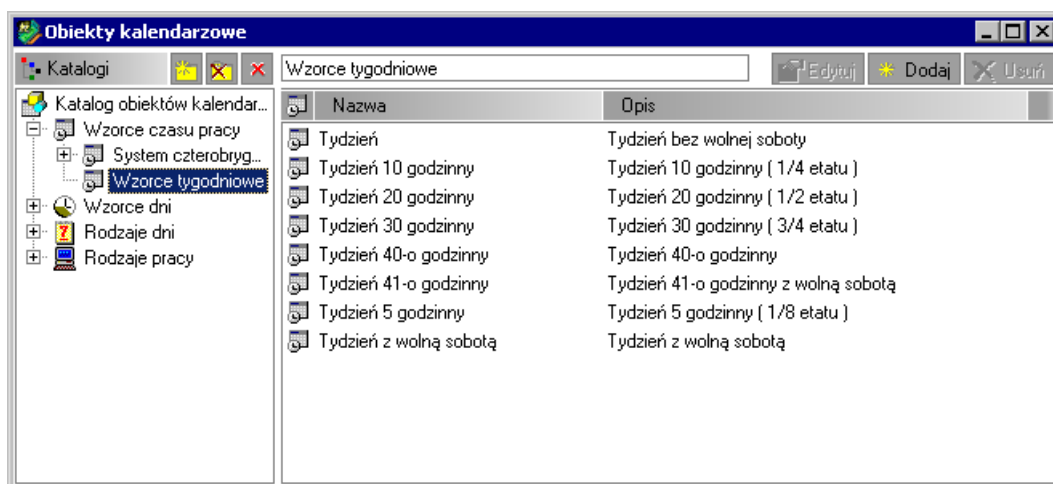 Obiekty kalendarzowe
Katalogi Wzorce tygodniowe Edytuj Dodaj Usuń
Katalog obiektów kalendar...
Wzorce czasu pracy
System czterobryg...
Wzorce tygodniowe
Wzorce dni
Rodzaje dni
Rodzaje pracy
Nazwa Opis
Tydzień Tydzień bez wolnej soboty
Tydzień 10 godzinny Tydzień 10 godzinny ( 1/4 etatu )
Tydzień 20 godzinny Tydzień 20 godzinny ( 1/2 etatu )
Tydzień 30 godzinny Tydzień 30 godzinny ( 3/4 etatu )
Tydzień 40-o godzinny Tydzień 40-o godzinny
Tydzień 41-o godzinny Tydzień 41-o godzinny z wolną sobotą
Tydzień 5 godzinny Tydzień 5 godzinny ( 1/8 etatu )
Tydzień z wolną sobotą Tydzień z wolną sobotą